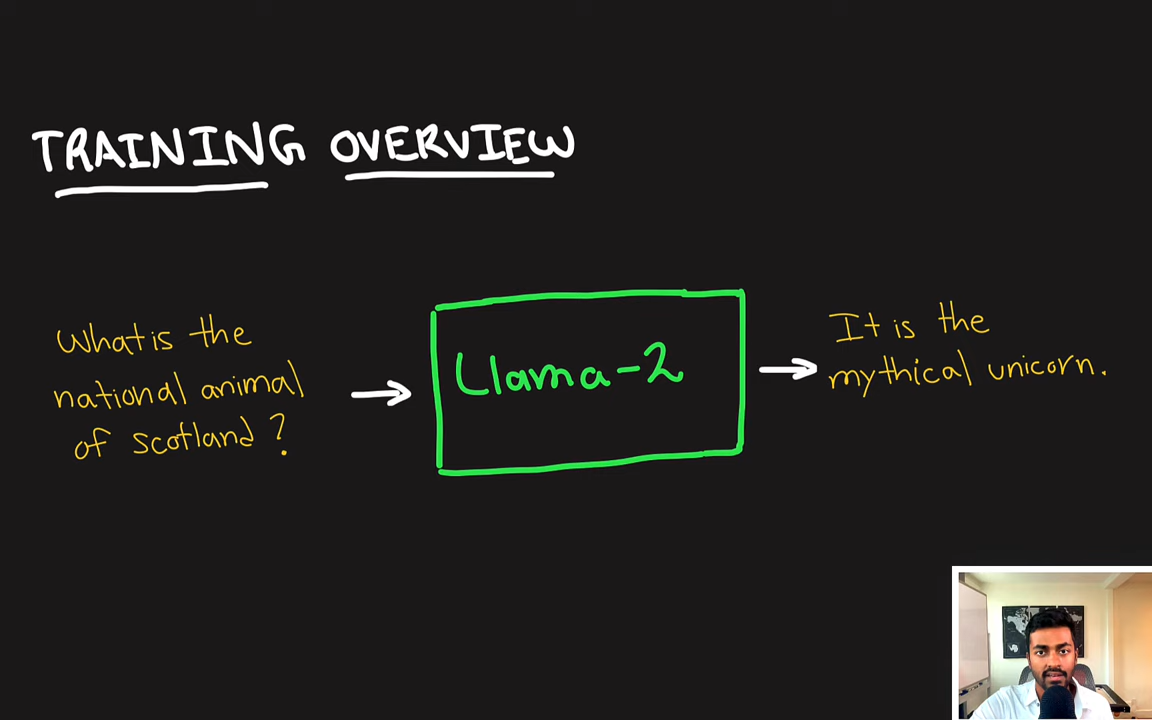 TRAINING OVERVIEW
What is the
national animal
of scotland?
Llama-2
It is the
mythical unicorn.